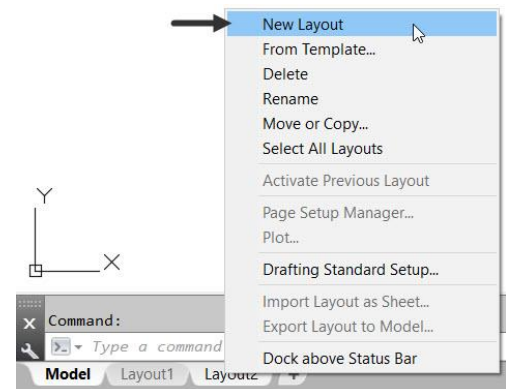 New Layout
From Template...
Delete
Rename
Move or Copy...
Select All Layouts
Activate Previous Layout
Page Setup Manager...
Plot...
Drafting Standard Setup...
Import Layout as Sheet...
Export Layout to Model...
Dock above Status Bar
Y
X
Command:
Type a command
Model Layout1 Layout2 +